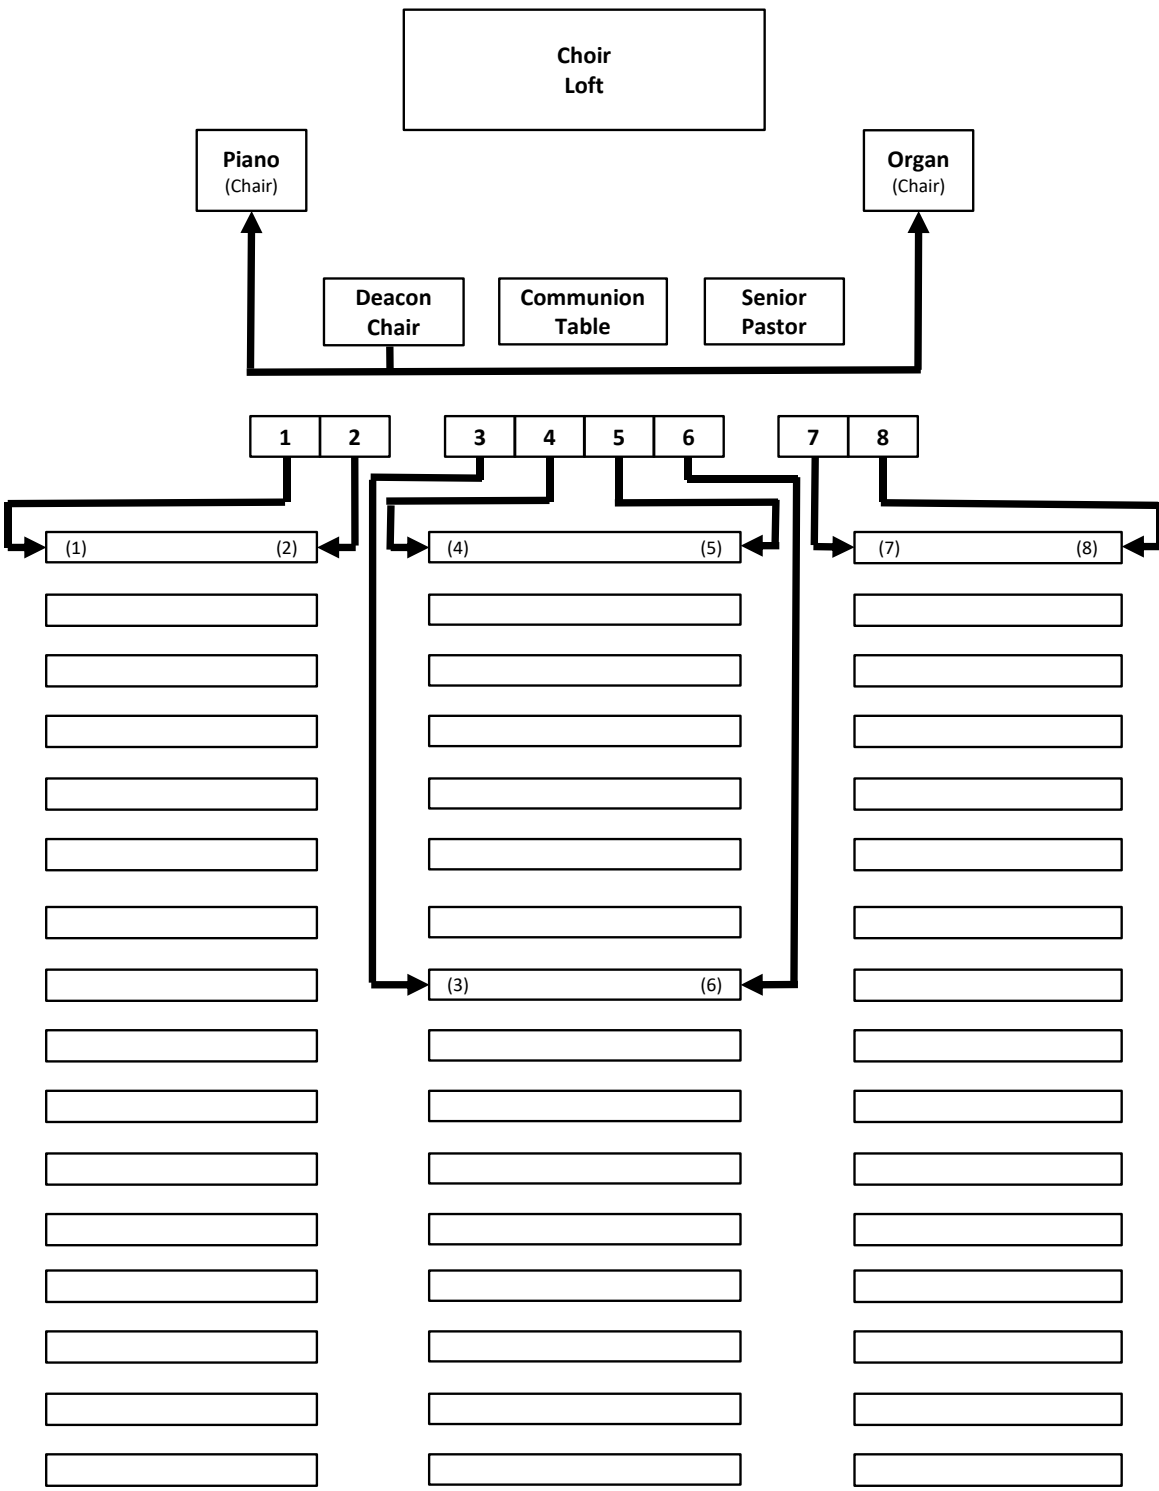 Choir
Loft
Piano
(Chair)
Organ
(Chair)
Deacon
Chair
Communion
Table
Senior
Pastor
1 2 3 4 5 6 7 8
(1) (2) (4) (5) (7) (8)
(3) (6)